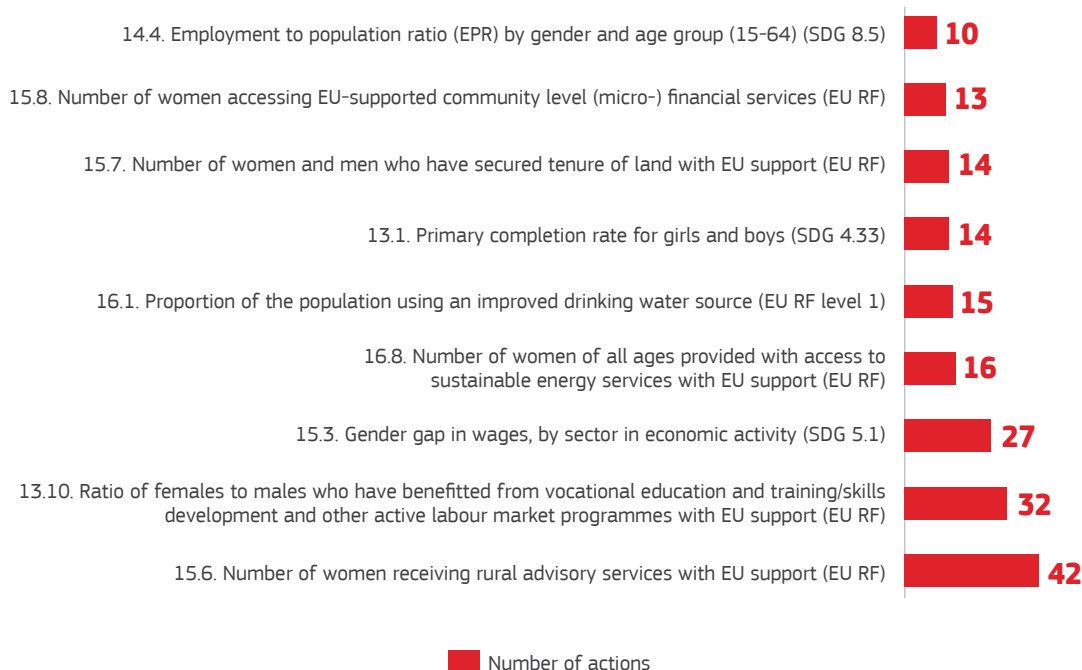 14.4. Employment to population ratio (EPR) by gender and age group (15-64) (SDG 8.5) 10
15.8. Number of women accessing EU-supported community level (micro-) financial services (EU RF) 13
15.7. Number of women and men who have secured tenure of land with EU support (EU RF) 14
13.1. Primary completion rate for girls and boys (SDG 4.33) 14
16.1. Proportion of the population using an improved drinking water source (EU RF level 1) 15
16.8. Number of women of all ages provided with access to
sustainable energy services with EU support (EU RF) 16
15.3. Gender gap in wages, by sector in economic activity (SDG 5.1) 27
13.10. Ratio of females to males who have benefitted from vocational education and training/skills
development and other active labour market programmes with EU support (EU RF) 32
15.6. Number of women receiving rural advisory services with EU support (EU RF) 42
Number of actions